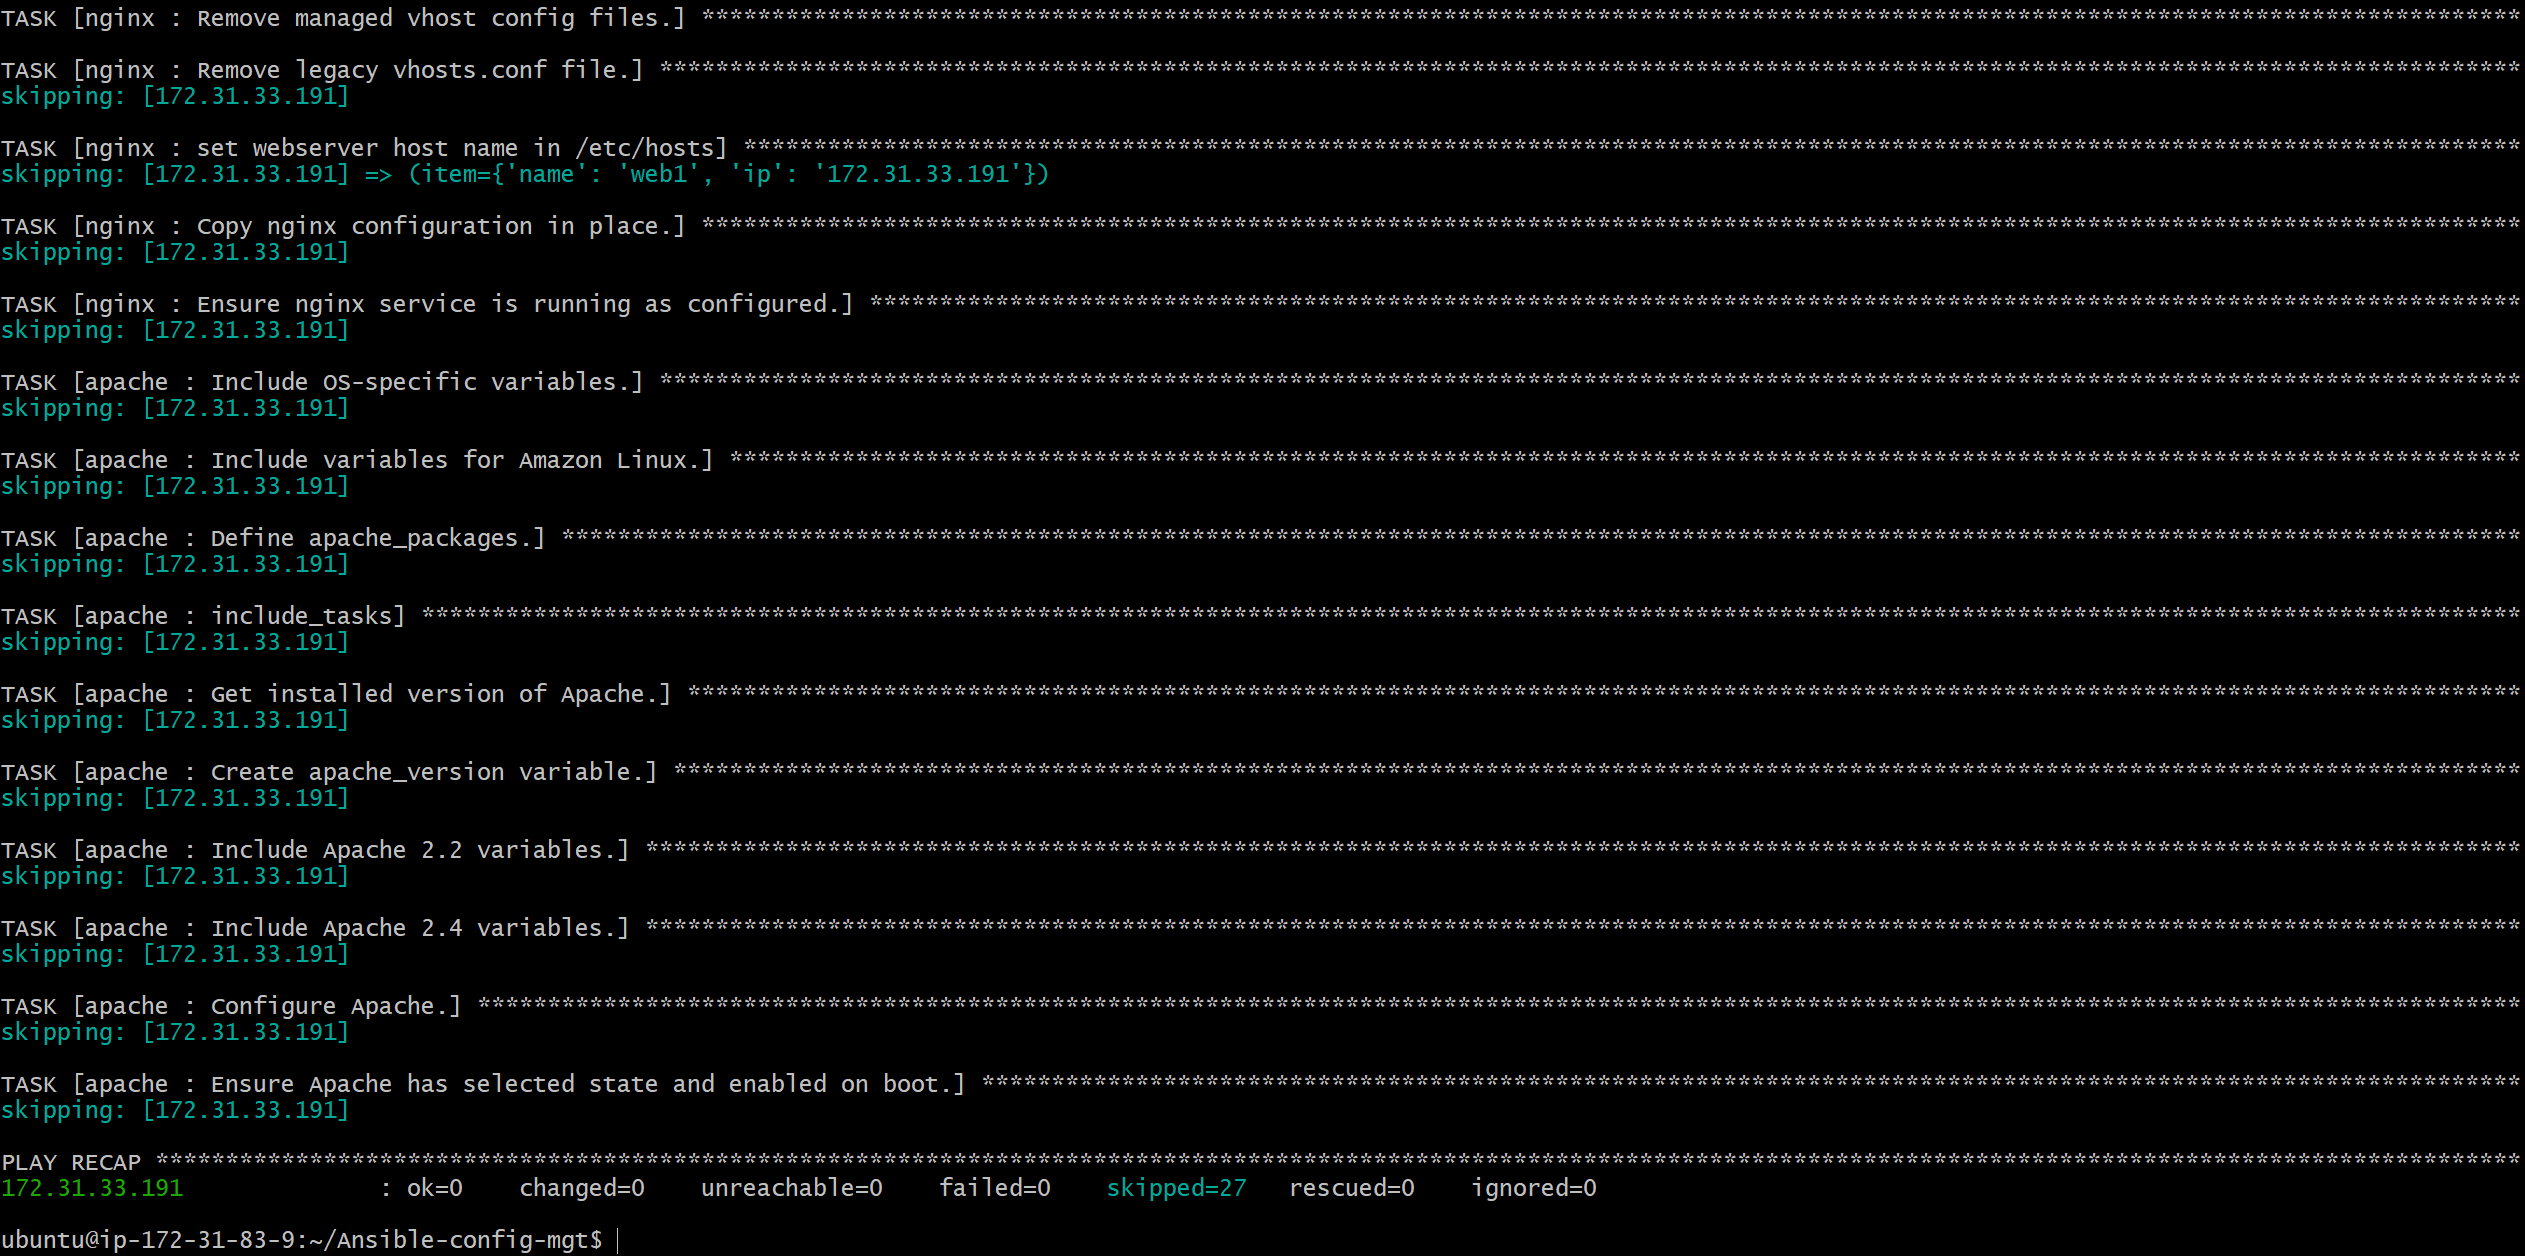 TASK [nginx : Remove managed vhost config files.] **********************************************************************************************************************************
TASK [nginx : Remove legacy vhosts.conf file.] *************************************************************************************************************************************
skipping: [172.31.33.191]
TASK [nginx : set webserver host name in /etc/hosts] *******************************************************************************************************************************
skipping: [172.31.33.191] => (item={'name': 'web1', 'ip': '172.31.33.191'})
TASK [nginx : Copy nginx configuration in place.] **********************************************************************************************************************************
skipping: [172.31.33.191]
TASK [nginx : Ensure nginx service is running as configured.] **********************************************************************************************************************
skipping: [172.31.33.191]
TASK [apache : Include OS-specific variables.] *************************************************************************************************************************************
skipping: [172.31.33.191]
TASK [apache : Include variables for Amazon Linux.] ********************************************************************************************************************************
skipping: [172.31.33.191]
TASK [apache : Define apache_packages.] ********************************************************************************************************************************************
skipping: [172.31.33.191]
TASK [apache : include_tasks] ******************************************************************************************************************************************************
skipping: [172.31.33.191]
TASK [apache : Get installed version of Apache.] ***********************************************************************************************************************************
skipping: [172.31.33.191]
TASK [apache : Create apache_version variable.] ************************************************************************************************************************************
skipping: [172.31.33.191]
TASK [apache : Include Apache 2.2 variables.] **************************************************************************************************************************************
skipping: [172.31.33.191]
TASK [apache : Include Apache 2.4 variables.] **************************************************************************************************************************************
skipping: [172.31.33.191]
TASK [apache : Configure Apache.] **************************************************************************************************************************************************
skipping: [172.31.33.191]
TASK [apache : Ensure Apache has selected state and enabled on boot.] **************************************************************************************************************
skipping: [172.31.33.191]
PLAY RECAP *************************************************************************************************************************************************************************
172.31.33.191              : ok=0    changed=0    unreachable=0    failed=0    skipped=27   rescued=0    ignored=0
ubuntu@ip-172-31-83-9:~/Ansible-config-mgt$